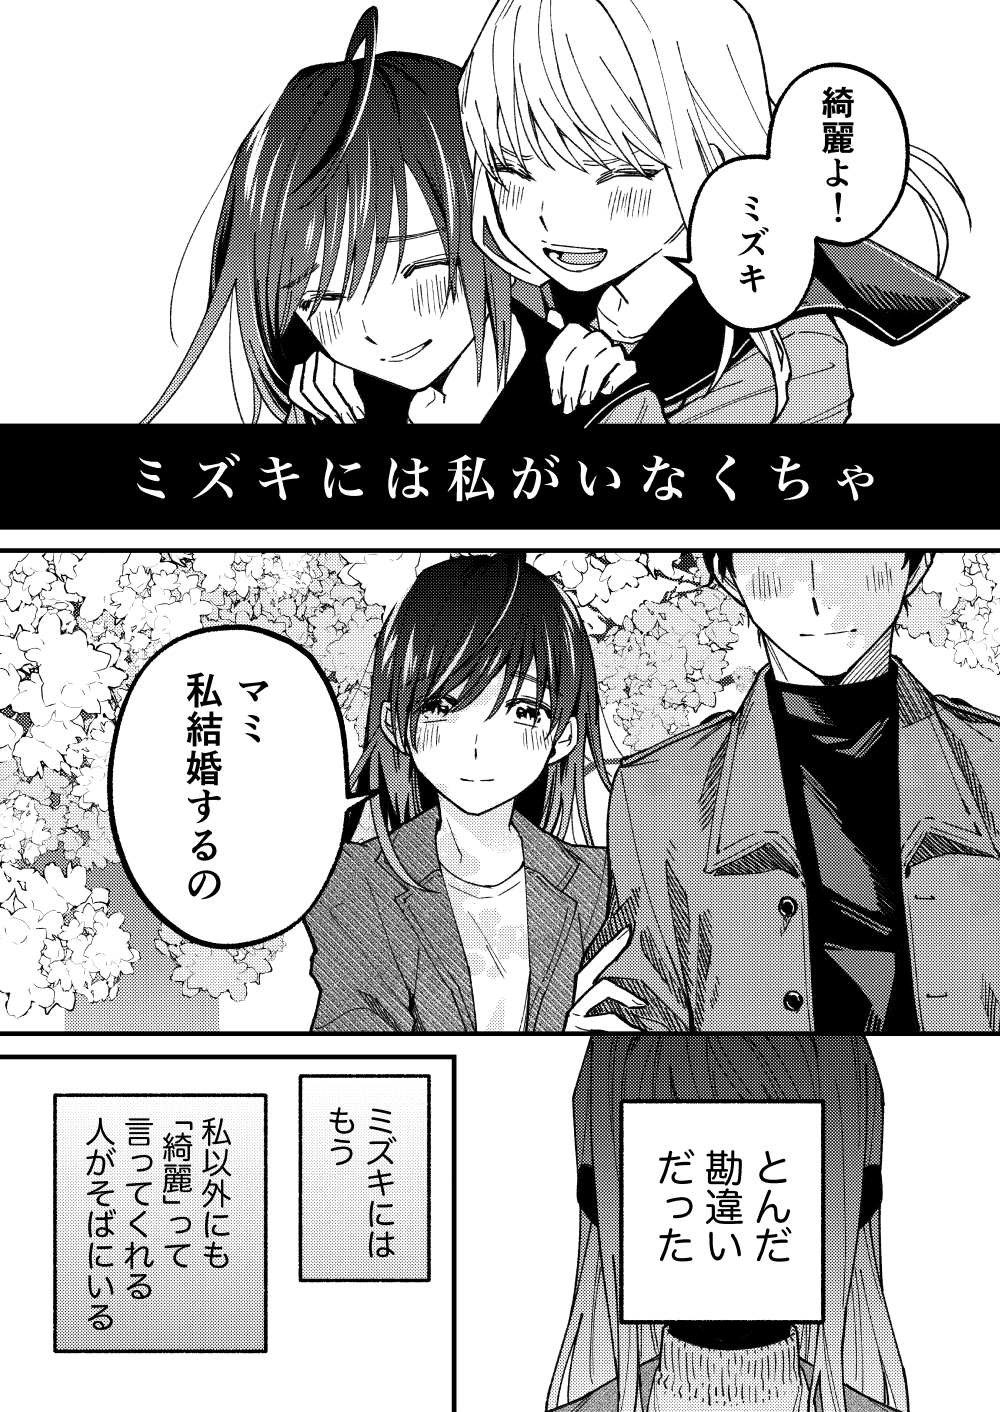 綺麗よ！
ミズキ
ミズキには私がいなくちゃ
マミ
私結婚するの
とんだ
勘違い
だった
ミズキには
もう
私以外にも
「綺麗」って
言ってくれる
人がそばにいる